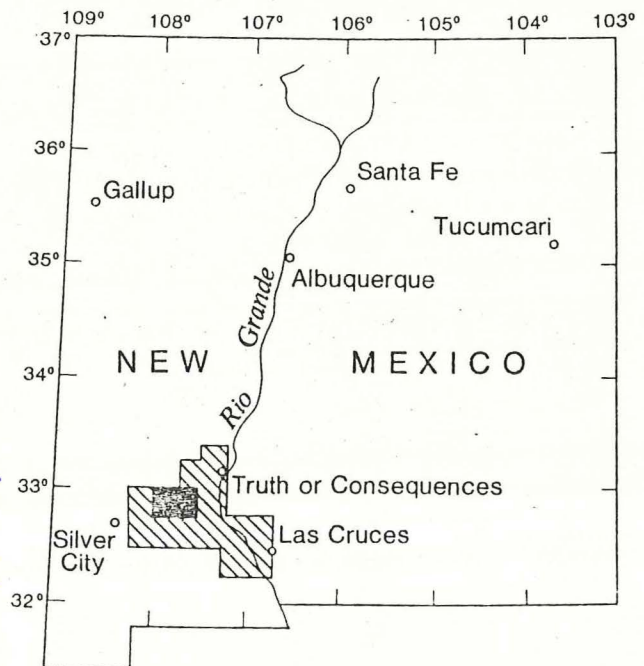 109° 108° 107° 106° 105° 104° 103°
37°
36°
Santa Fe
Gallup
Tucumcari
35°
Albuquerque
Rio Grande
34°
NEW MEXICO
33°
Truth or Consequences
Silver
City
Las Cruces
32°